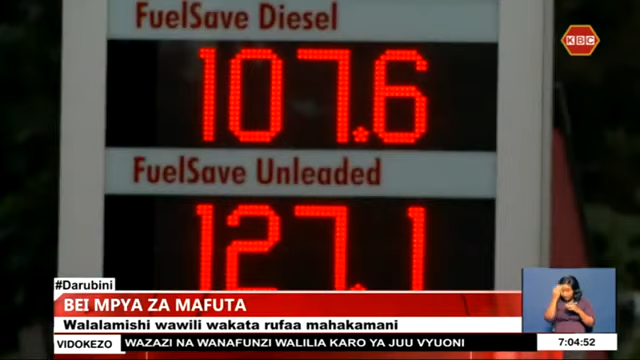 FuelSave Diesel
KBC
107.6
FuelSave Unleaded
127.1
#Darubini
BEI MPYA ZA MAFUTA
Walalamishi wawili wakata rufaa mahakamani
VIDOKEZO WAZAZI NA WANAFUNZI WALILIA KARO YA JUU VYUONI 7:04:52